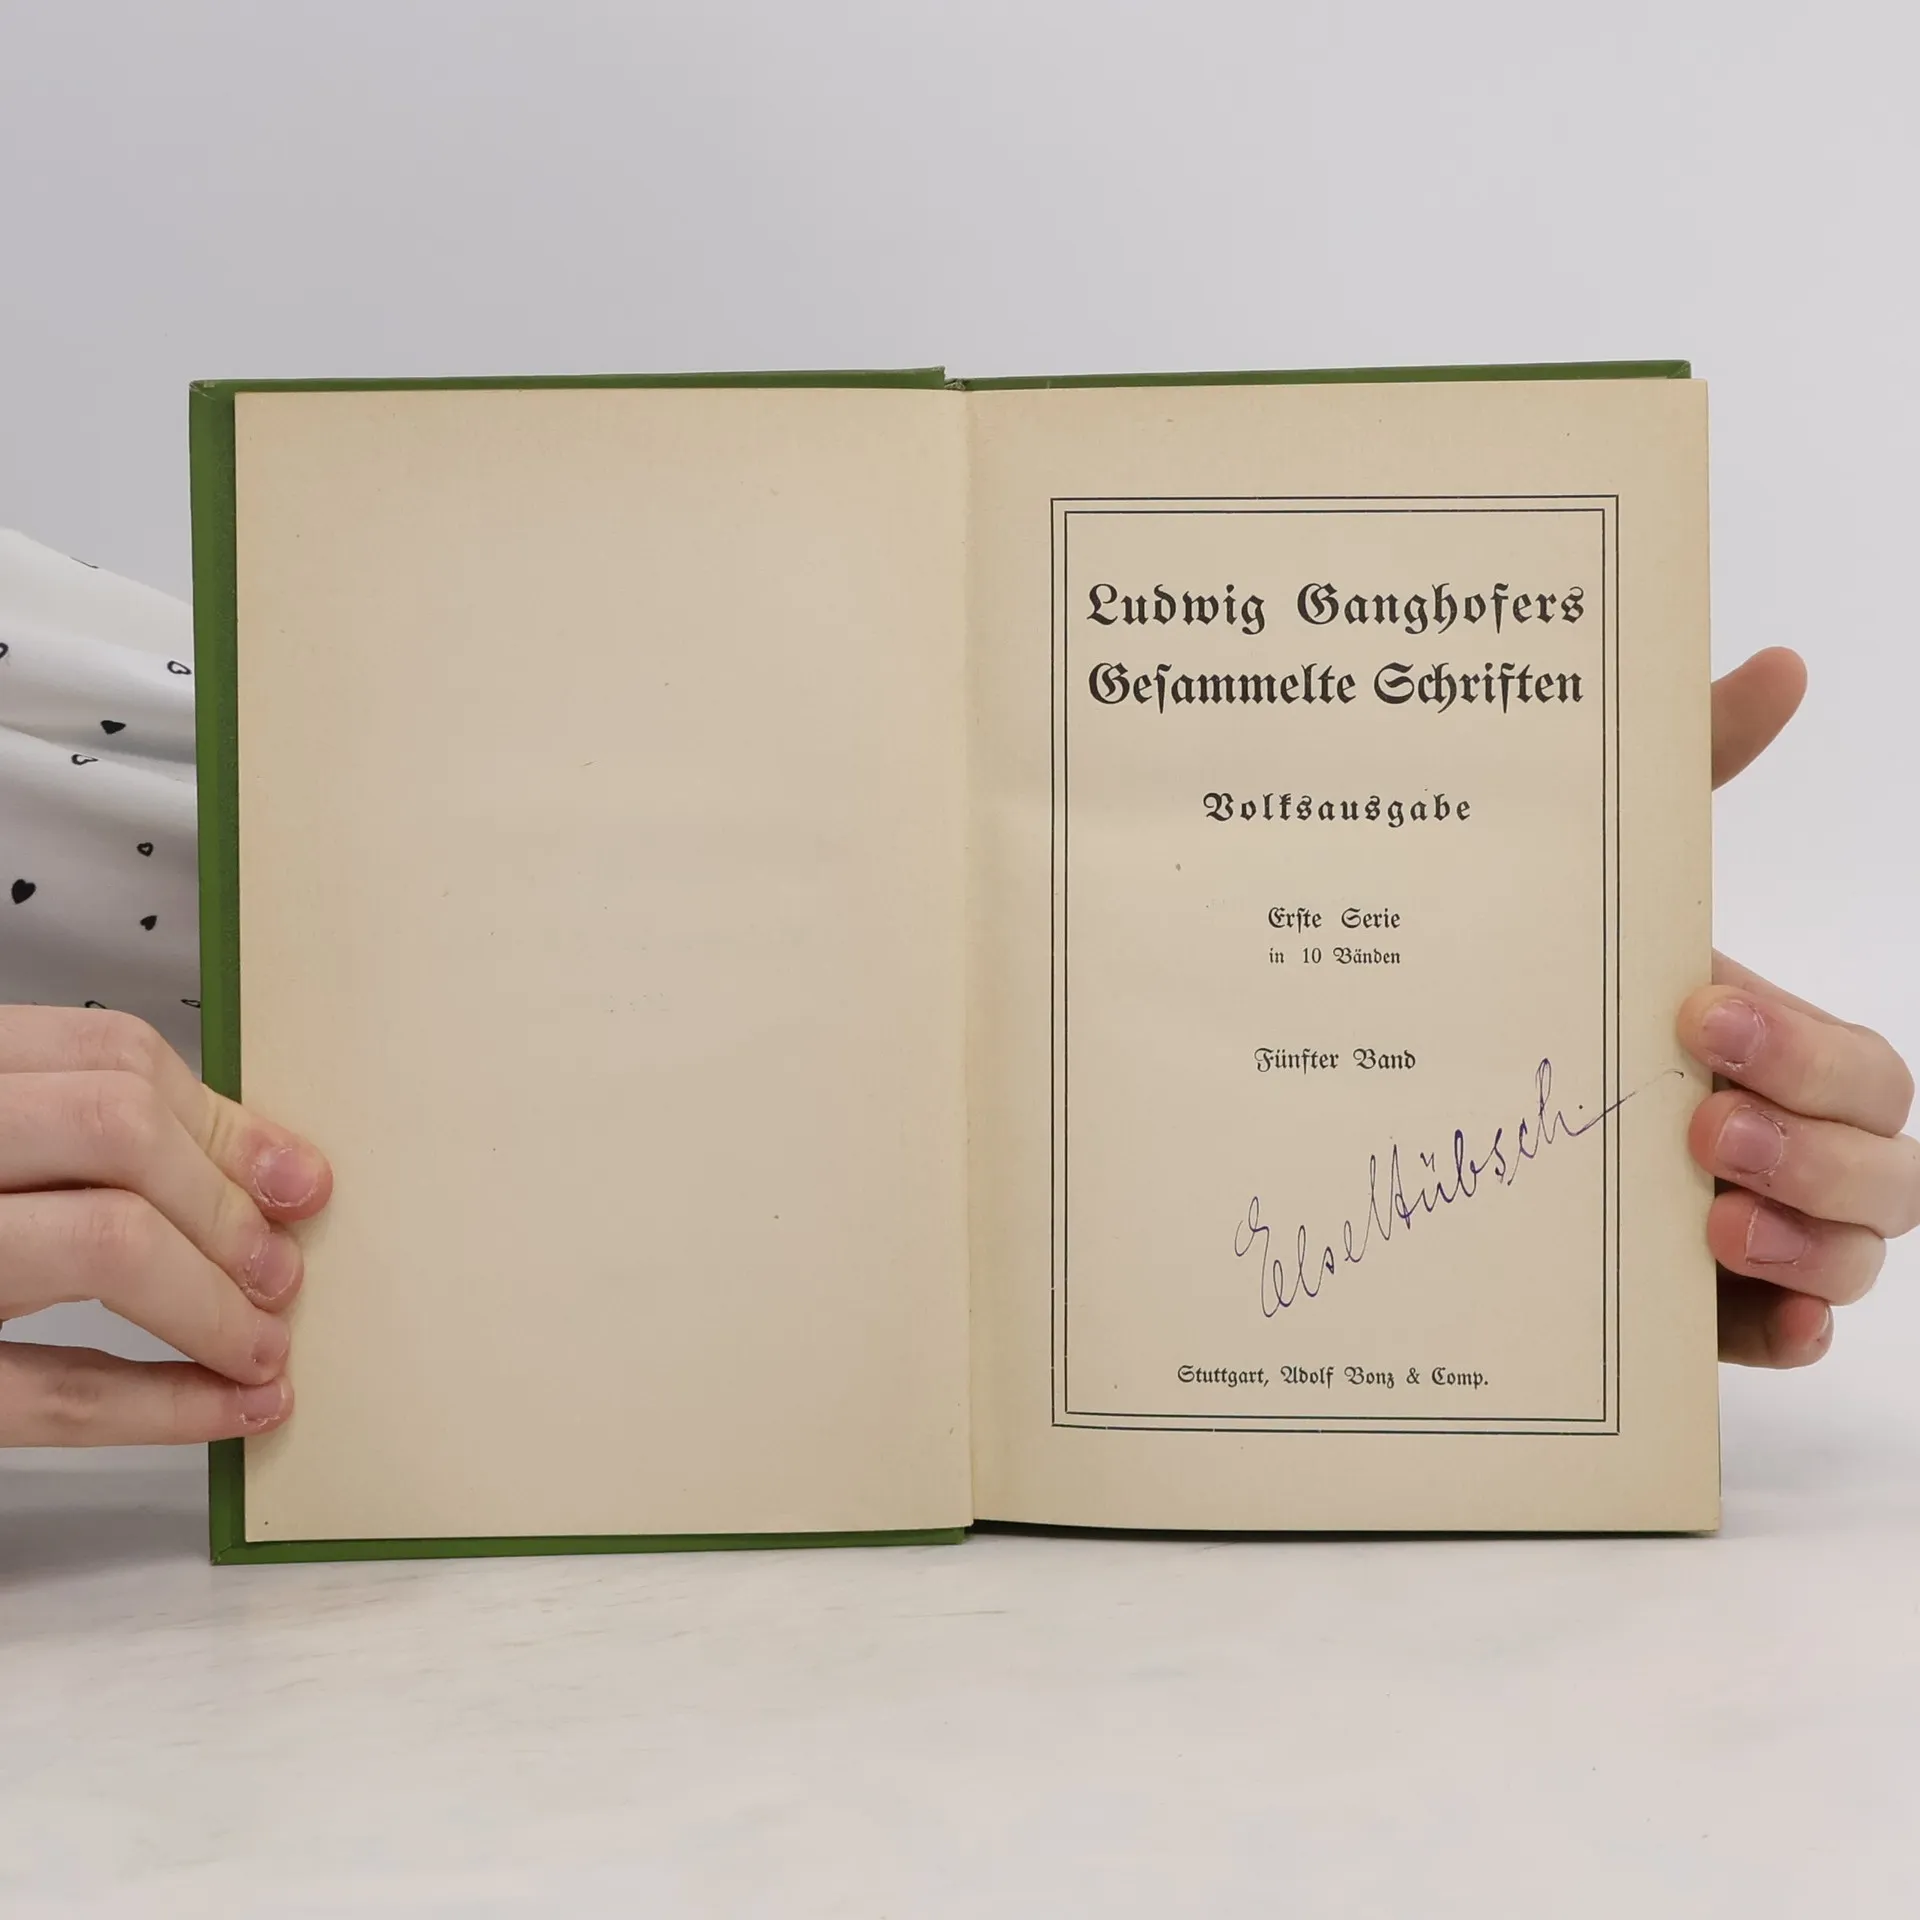 Ludwig Ganghofers
Gesammelte Schriften
Volksausgabe
Erste Serie
in 10 Bänden
Fünfter Band
Else Hübsch.
Stuttgart, Adolf Bonz & Comp.